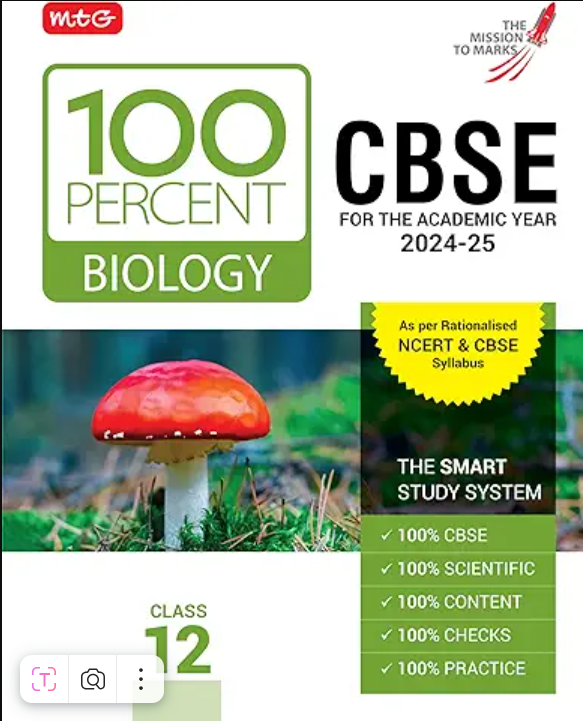 mtG
THE
MISSION
TO MARKS
100
PERCENT
BIOLOGY
CBSE
FOR THE ACADEMIC YEAR
2024-25
As per Rationalised
NCERT & CBSE
Syllabus
THE SMART
STUDY SYSTEM
✓ 100% CBSE
✓ 100% SCIENTIFIC
✓ 100% CONTENT
✓ 100% CHECKS
✓ 100% PRACTICE
CLASS
12
T